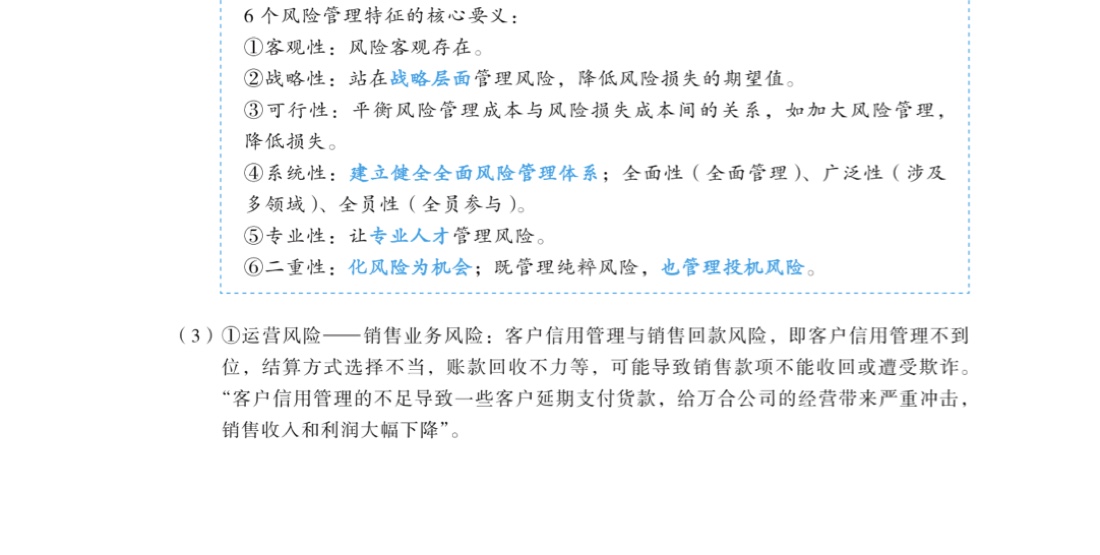 6 个风险管理特征的核心要义：
①客观性：风险客观存在。
②战略性：站在战略层面管理风险，降低风险损失的期望值。
③可行性：平衡风险管理成本与风险损失成本间的关系，如加大风险管理，
降低损失。
④系统性：建立健全全面风险管理体系；全面性（全面管理）、广泛性（涉及
多领域）、全员性（全员参与）。
⑤专业性：让专业人才管理风险。
⑥二重性：化风险为机会；既管理纯粹风险，也管理投机风险。
（3）①运营风险——销售业务风险：客户信用管理与销售回款风险，即客户信用管理不到
位，结算方式选择不当，账款回收不力等，可能导致销售款项不能收回或遭受欺诈。
“客户信用管理的不足导致一些客户延期支付货款，给万合公司的经营带来严重冲击，
销售收入和利润大幅下降”。